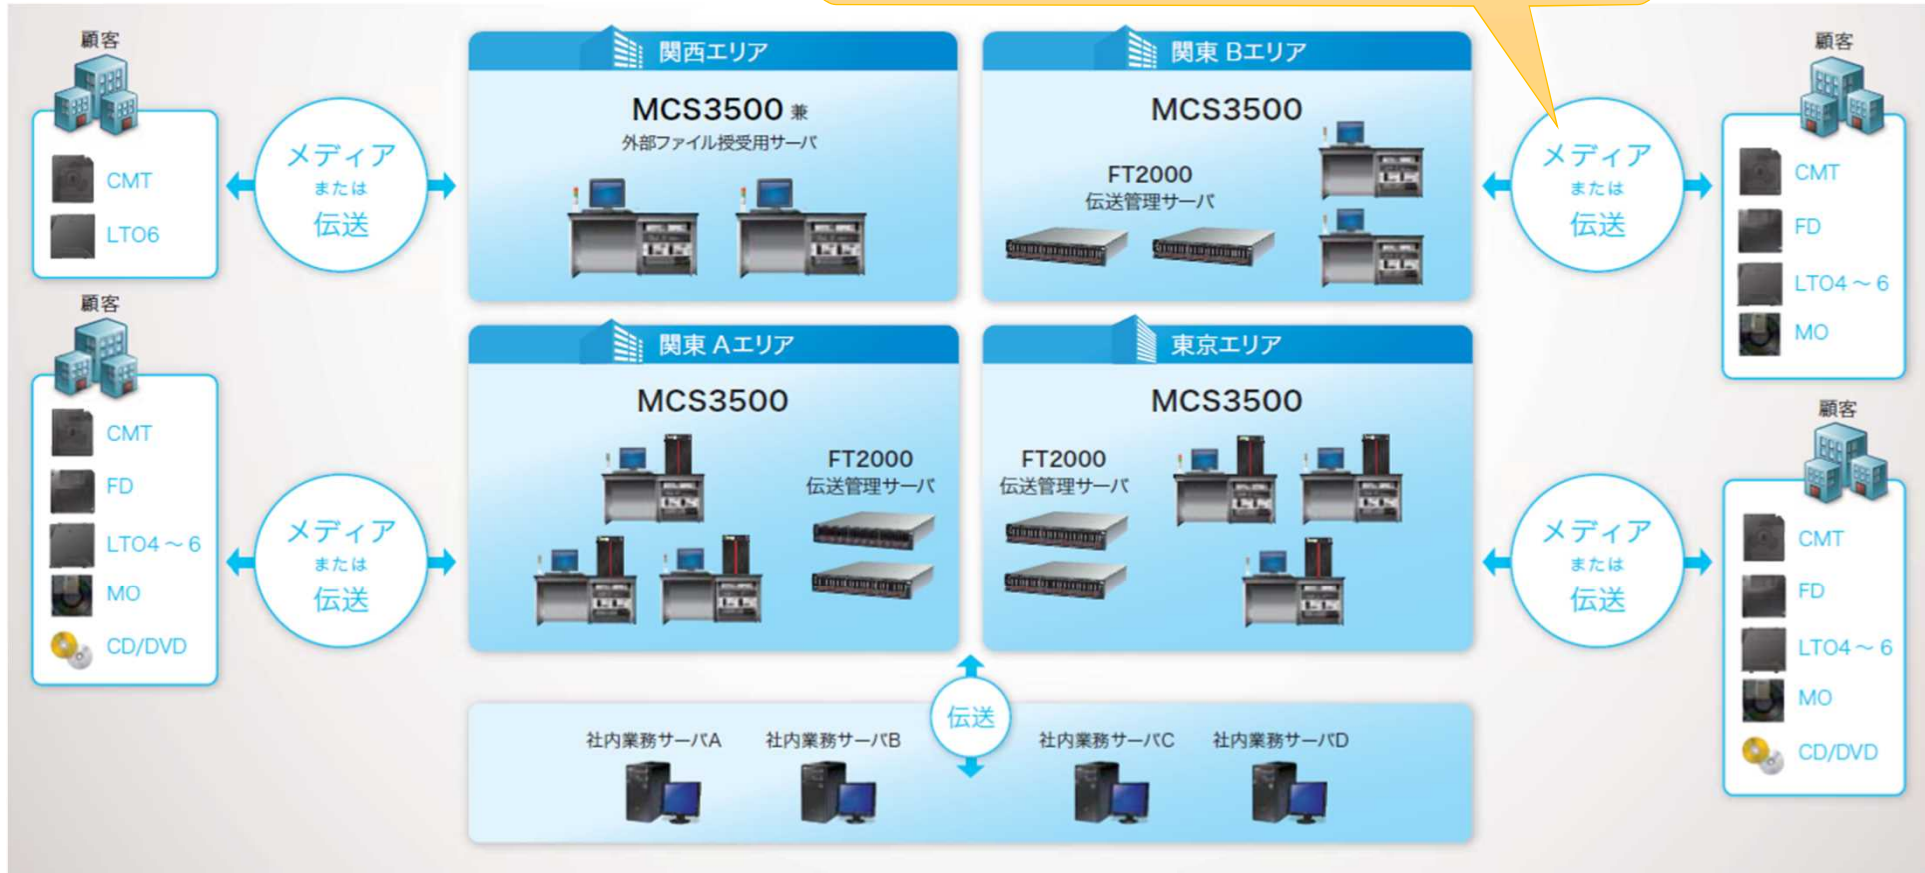 顧客
CMT
LTO6
メディア
または
伝送
関西エリア
MCS3500 兼
外部ファイル授受用サーバ
関東 Bエリア
MCS3500
FT2000
伝送管理サーバ
メディア
または
伝送
顧客
CMT
FD
LTO4～6
MO
顧客
CMT
FD
LTO4～6
MO
CD/DVD
メディア
または
伝送
関東 Aエリア
MCS3500
FT2000
伝送管理サーバ
東京エリア
MCS3500
FT2000
伝送管理サーバ
メディア
または
伝送
顧客
CMT
FD
LTO4～6
MO
CD/DVD
伝送
社内業務サーバA
社内業務サーバB
社内業務サーバC
社内業務サーバD